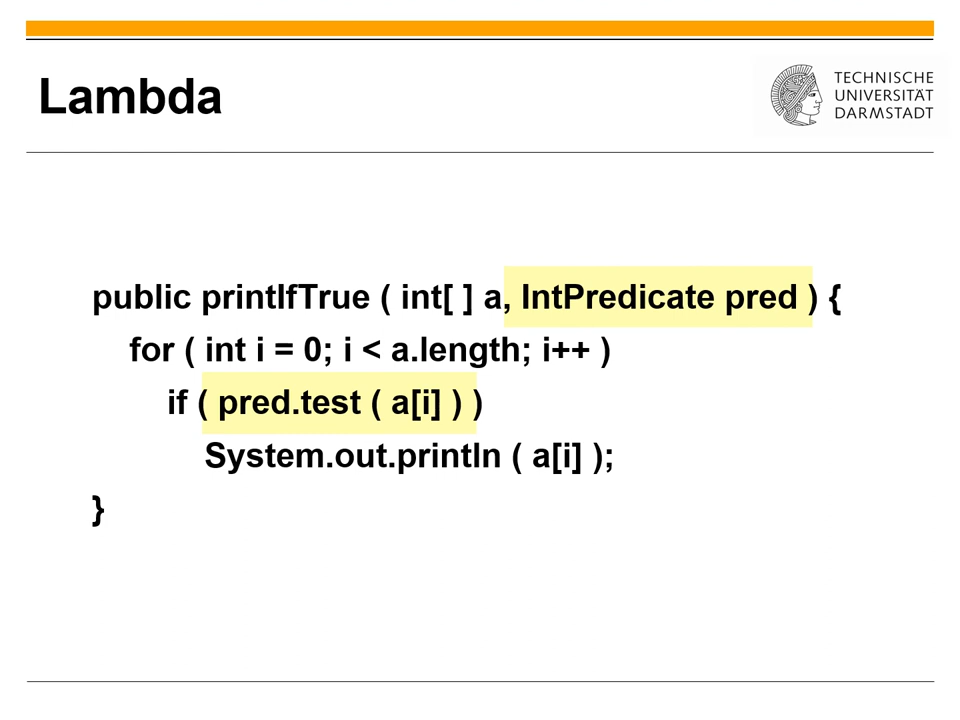 Lambda
TECHNISCHE
UNIVERSITÄT
DARMSTADT
public printIfTrue ( int[ ] a, IntPredicate pred ) {
for ( int i = 0; i < a.length; i++ )
if ( pred.test ( a[i] ) )
System.out.println ( a[i] );
}